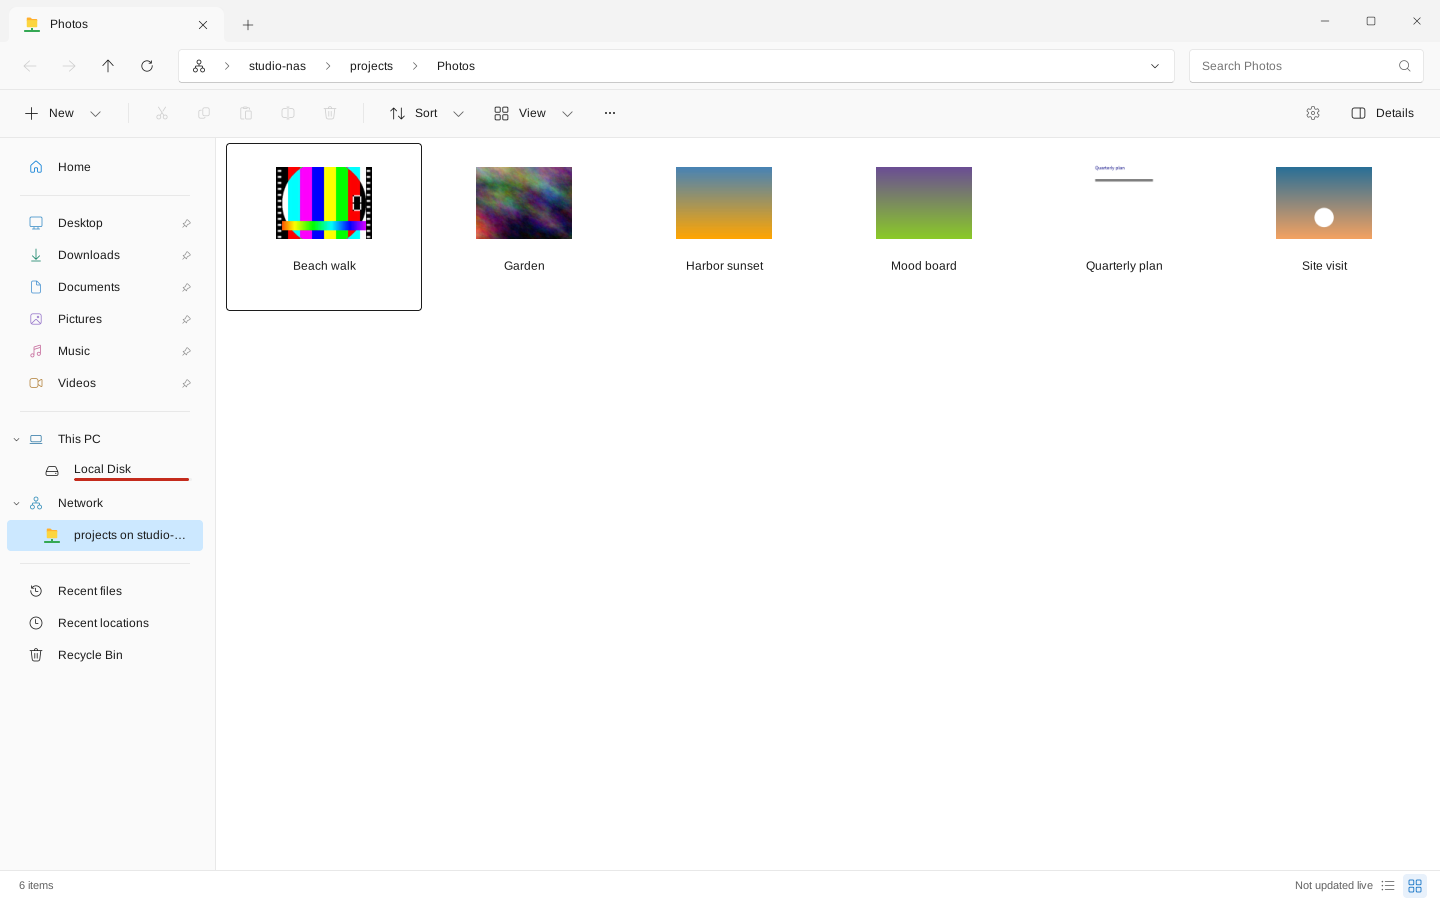 Photos
studio-nas
projects
Photos
Search Photos
New
Sort
View
Details
Home
Desktop
Downloads
Documents
Pictures
Music
Videos
This PC
Local Disk
Network
projects on studio-…
Recent files
Recent locations
Recycle Bin
Quarterly plan
Beach walk
Garden
Harbor sunset
Mood board
Quarterly plan
Site visit
6 items
Not updated live